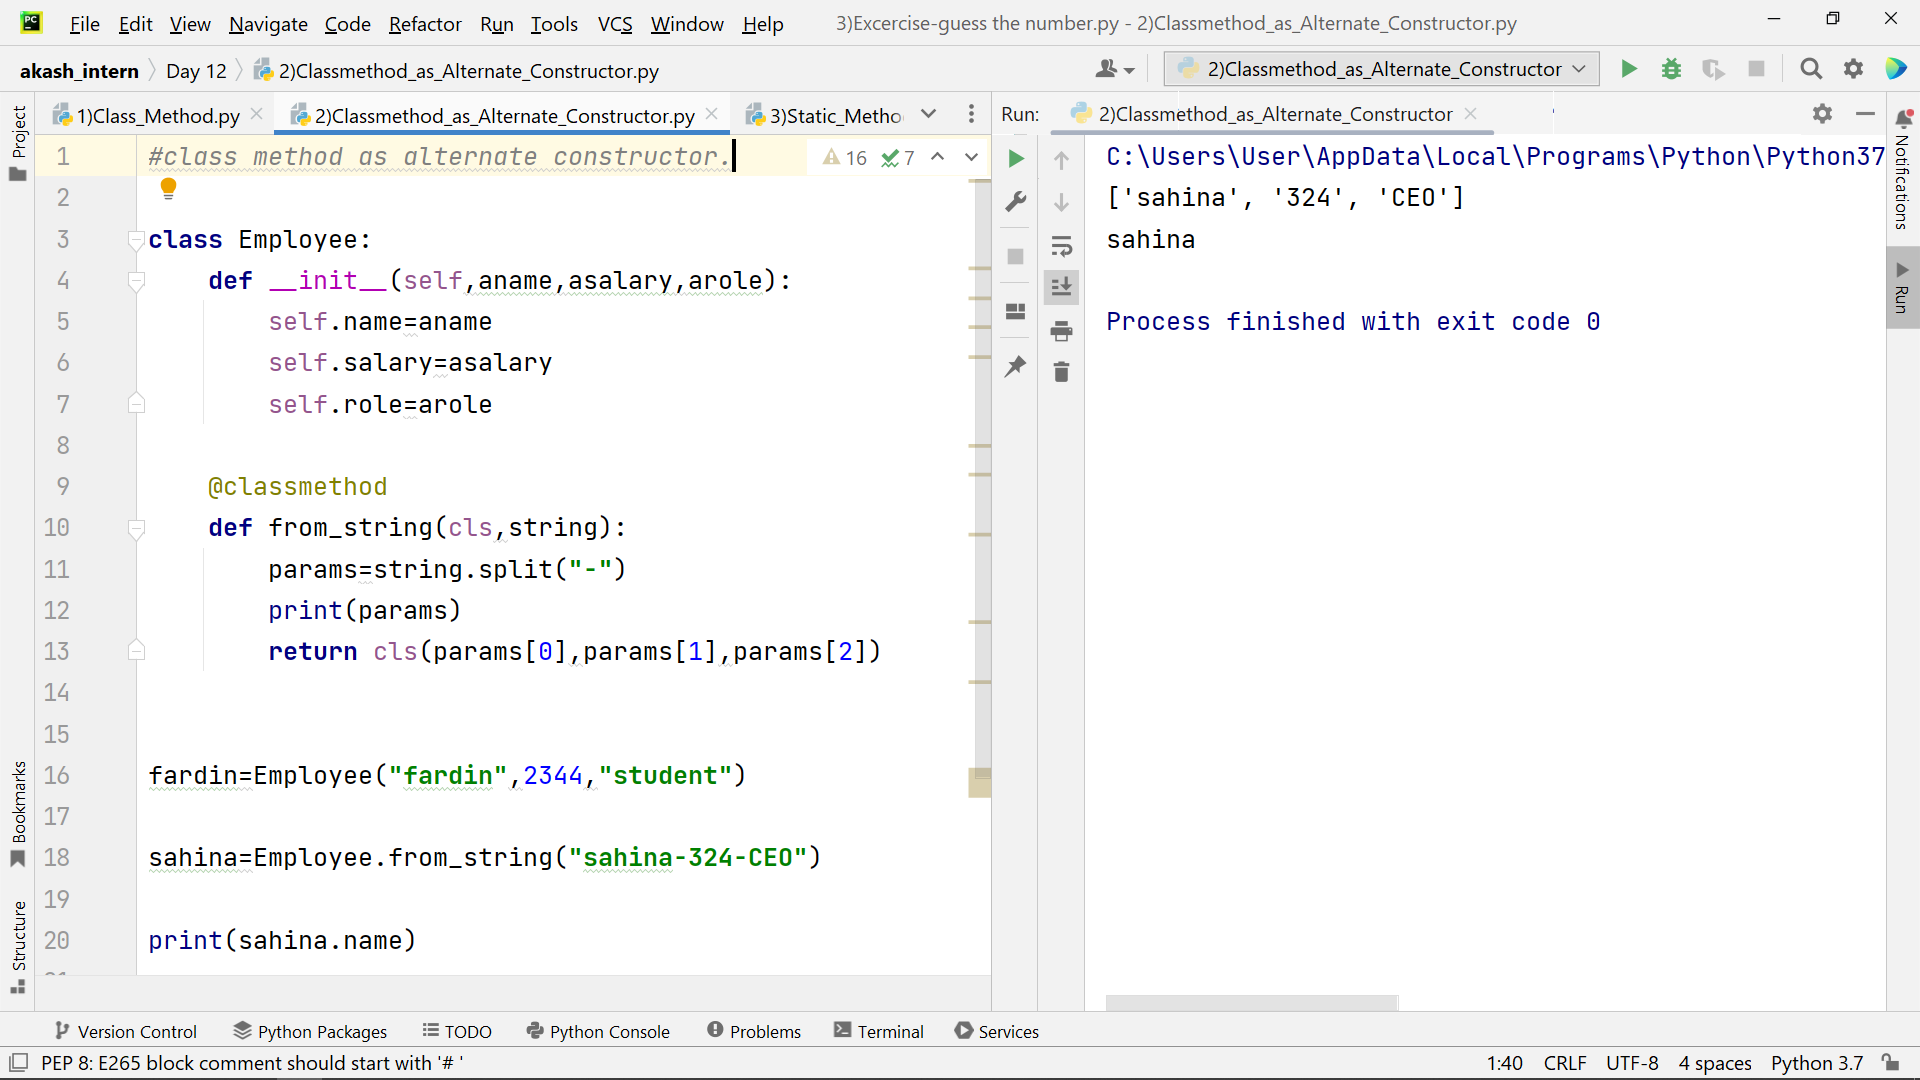 File Edit View Navigate Code Refactor Run Tools VCS Window Help 3)Excercise-guess the number.py - 2)Classmethod_as_Alternate_Constructor.py
akash_intern Day 12 2)Classmethod_as_Alternate_Constructor.py 2)Classmethod_as_Alternate_Constructor
1)Class_Method.py 2)Classmethod_as_Alternate_Constructor.py 3)Static_Metho Run: 2)Classmethod_as_Alternate_Constructor
Project
Bookmarks
Structure
Notifications
Run
16 7
1 #class method as alternate constructor.
2
3 class Employee:
4 def __init__(self,aname,asalary,arole):
5 self.name=aname
6 self.salary=asalary
7 self.role=arole
8
9 @classmethod
10 def from_string(cls,string):
11 params=string.split("-")
12 print(params)
13 return cls(params[0],params[1],params[2])
14
15
16 fardin=Employee("fardin",2344,"student")
17
18 sahina=Employee.from_string("sahina-324-CEO")
19
20 print(sahina.name)
C:\Users\User\AppData\Local\Programs\Python\Python37
['sahina', '324', 'CEO']
sahina
Process finished with exit code 0
Version Control Python Packages TODO Python Console Problems Terminal Services
PEP 8: E265 block comment should start with '# ' 1:40 CRLF UTF-8 4 spaces Python 3.7